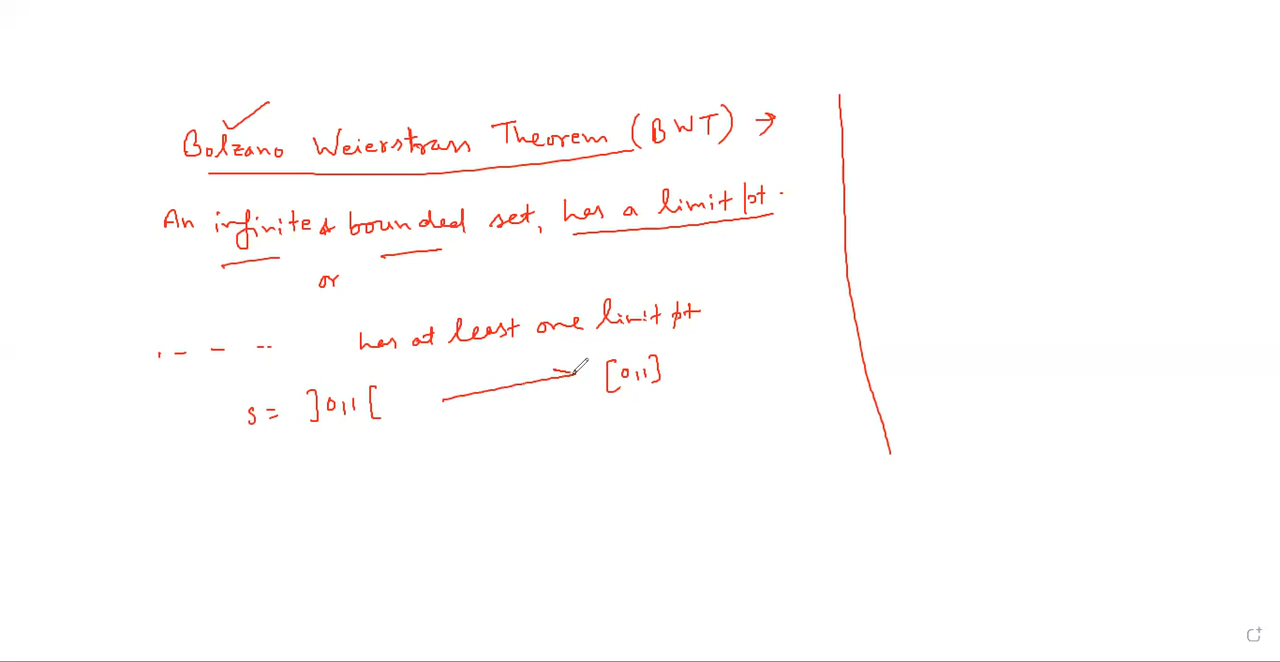 Bolzano Weierstrass Theorem (BWT) →
An infinite & bounded set, has a limit pt.
or
. - - -- has at least one limit pt
S = ]0,1[ → [0,1]